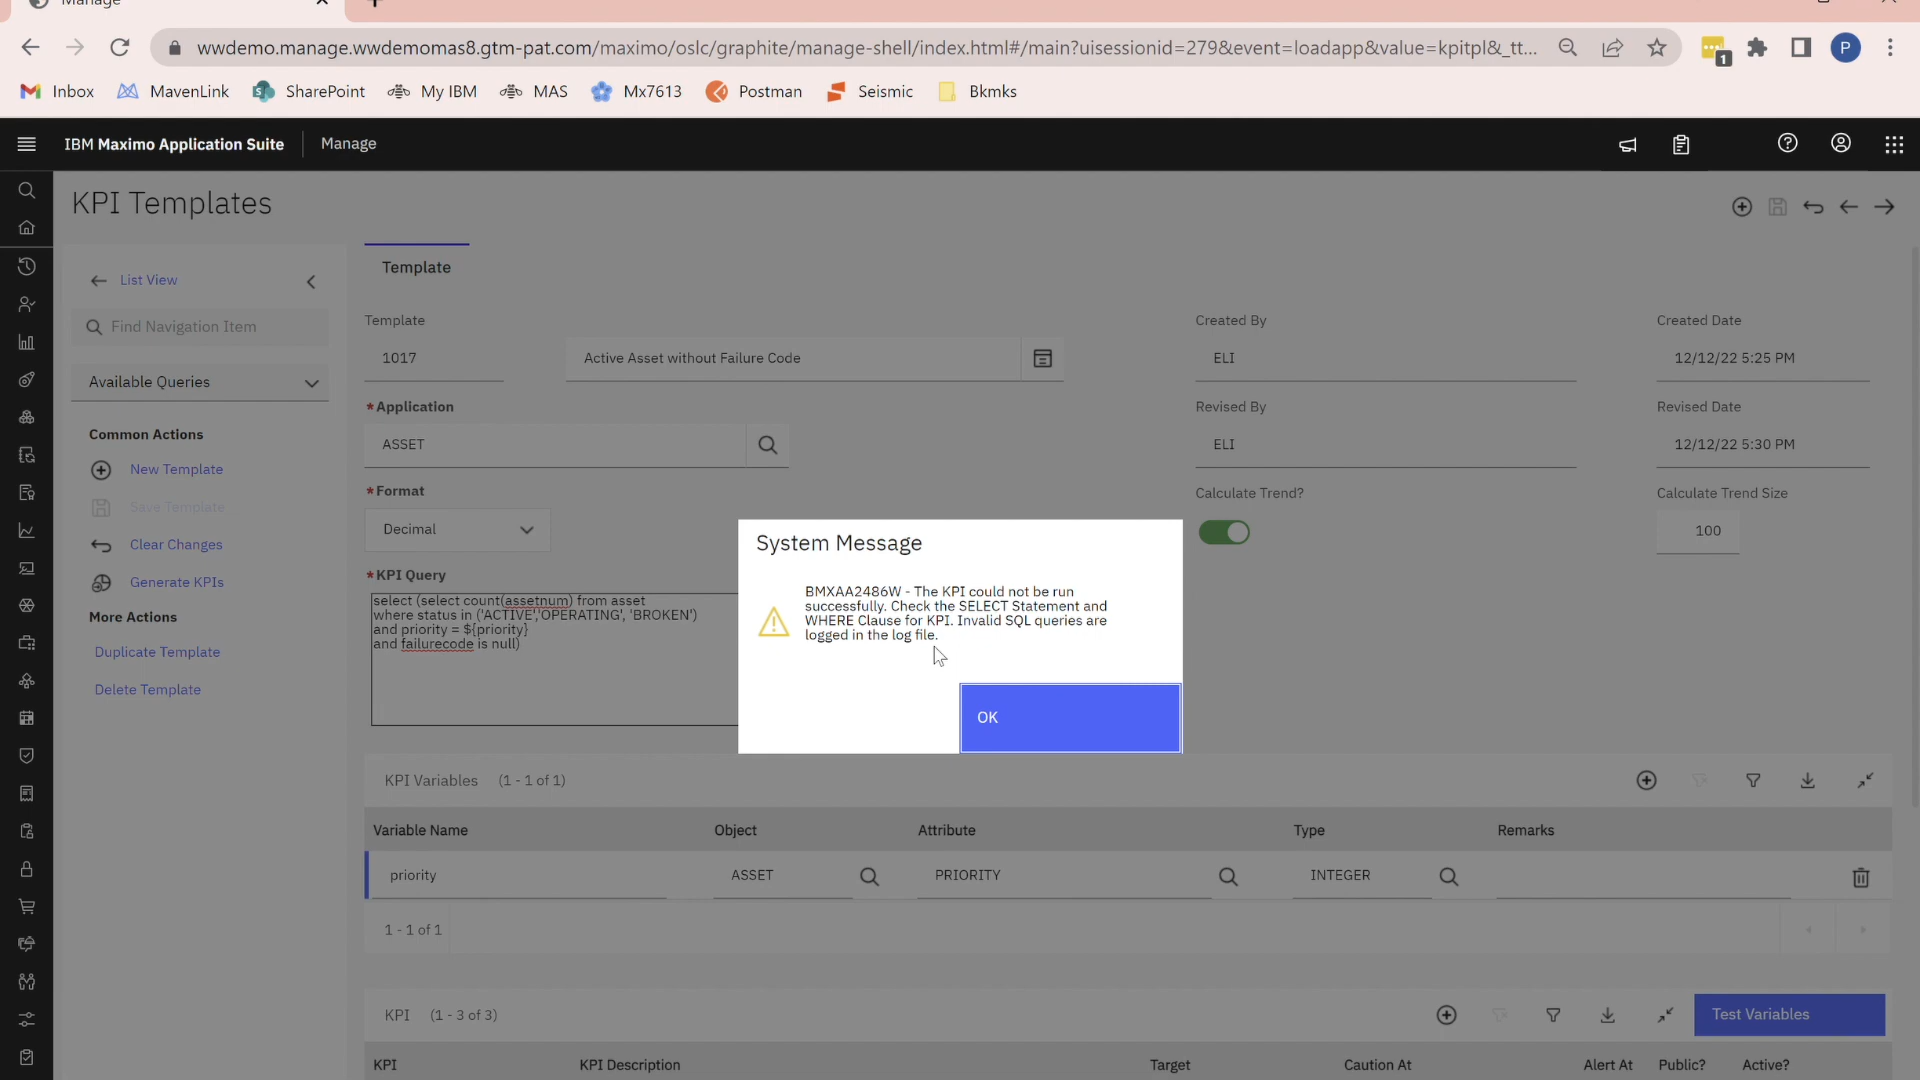 Manage
wwdemo.manage.wwdemomas8.gtm-pat.com/maximo/oslc/graphite/manage-shell/index.html#/main?uisessionid=279&event=loadapp&value=kpitpl&_tt...
1
P
Inbox
MavenLink
SharePoint
My IBM
MAS
Mx7613
Postman
Seismic
Bkmks
IBM Maximo Application Suite
Manage
KPI Templates
List View
Find Navigation Item
Available Queries
Common Actions
New Template
Save Template
Clear Changes
Generate KPIs
More Actions
Duplicate Template
Delete Template
Template
Template
1017
Active Asset without Failure Code
Created By
ELI
Created Date
12/12/22 5:25 PM
*Application
ASSET
Revised By
ELI
Revised Date
12/12/22 5:30 PM
*Format
Decimal
Calculate Trend?
Calculate Trend Size
100
*KPI Query
select (select count(assetnum) from asset
where status in ('ACTIVE','OPERATING', 'BROKEN')
and priority = ${priority}
and failurecode is null)
System Message
BMXAA2486W - The KPI could not be run
successfully. Check the SELECT Statement and
WHERE Clause for KPI. Invalid SQL queries are
logged in the log file.
OK
KPI Variables (1 - 1 of 1)
Variable Name
Object
Attribute
Type
Remarks
priority
ASSET
PRIORITY
INTEGER
1 - 1 of 1
KPI (1 - 3 of 3)
Test Variables
KPI
KPI Description
Target
Caution At
Alert At
Public?
Active?